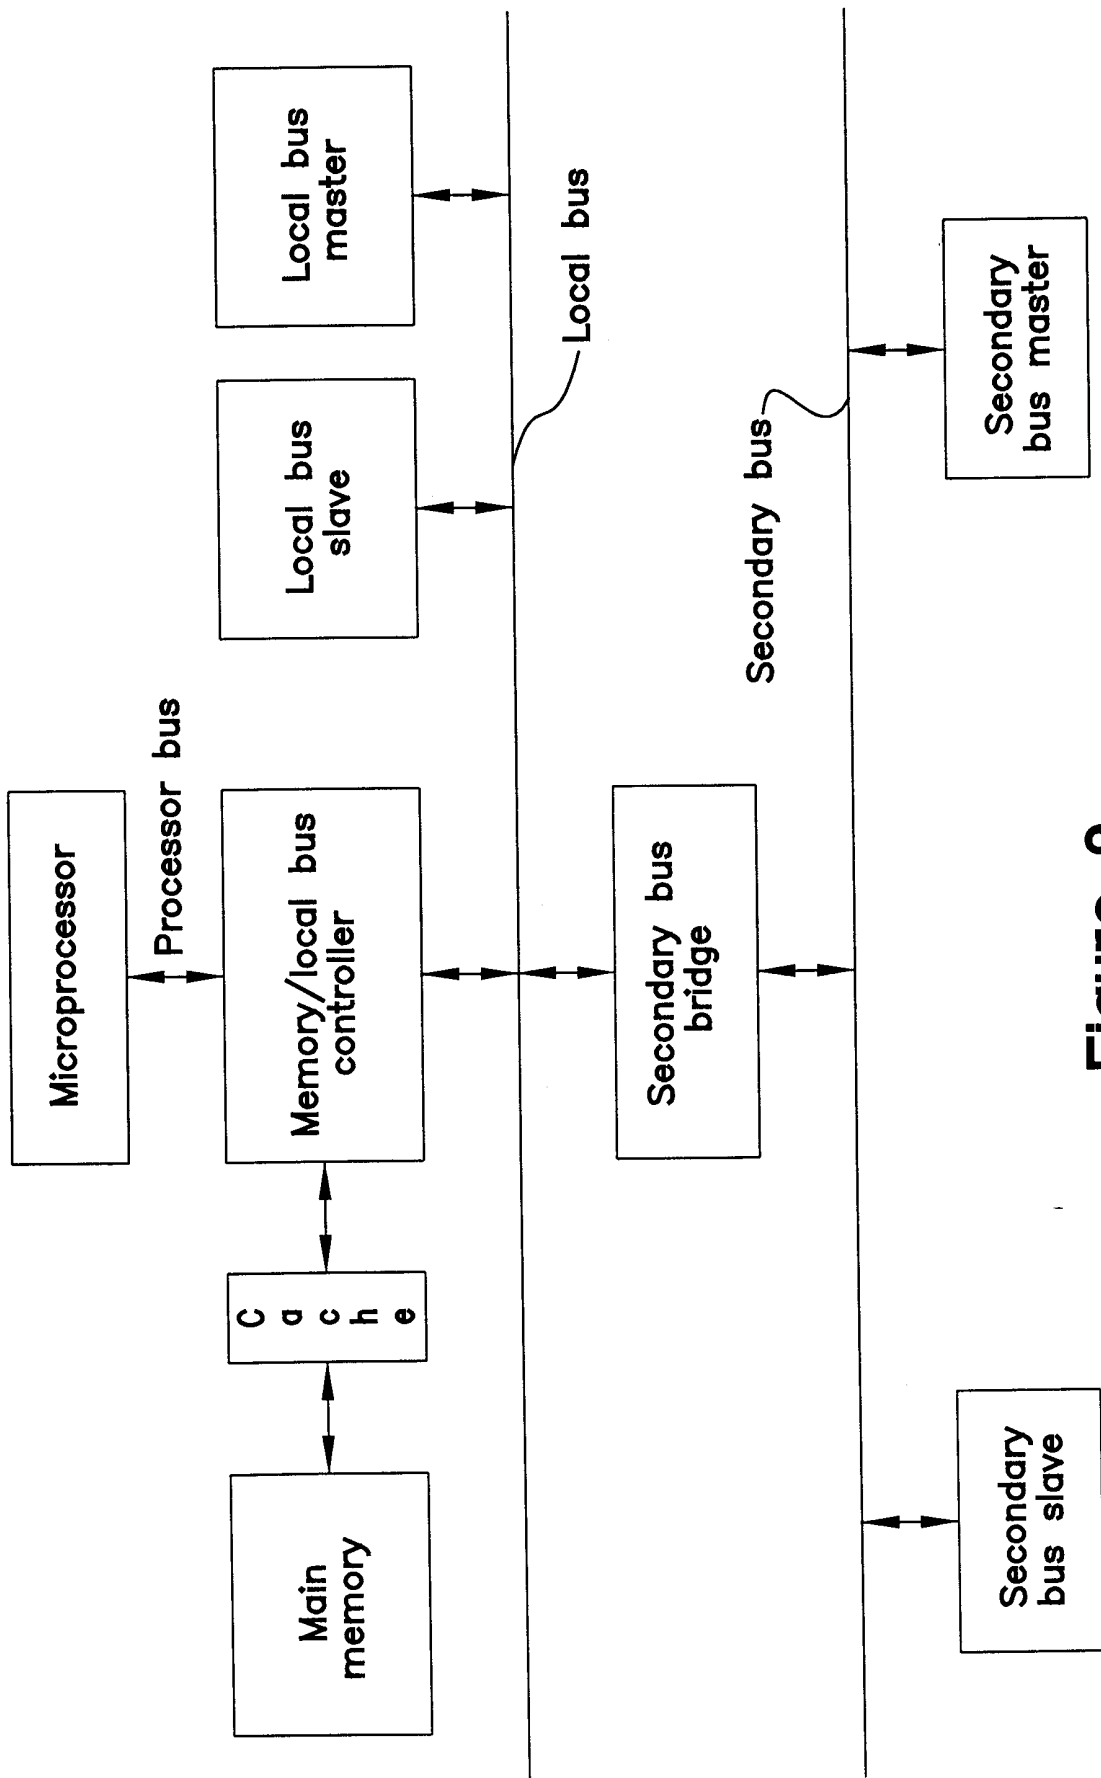 Microprocessor
Processor bus
Main
memory
C
a
c
h
e
Memory/local bus
controller
Local bus
slave
Local bus
master
Local bus
Secondary bus
bridge
Secondary bus
Secondary
bus slave
Secondary
bus master
Figure